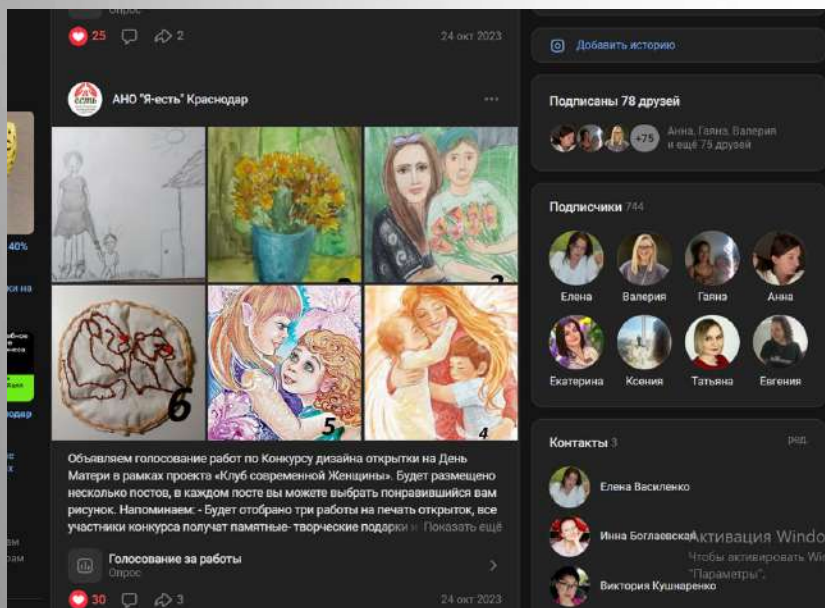 Опрос
25
2
24 окт 2023
АНО "Я-есть" Краснодар
2
6
5
4
Объявляем голосование работ по Конкурсу дизайна открытки на День
Матери в рамках проекта «Клуб современной Женщины». Будет размещено
несколько постов, в каждом посте вы можете выбрать понравившийся вам
рисунок. Напоминаем: - Будет отобрано три работы на печать открыток, все
участники конкурса получат памятные- творческие подарки и Показать ещё
Голосование за работы
Опрос
30
3
24 окт 2023
40%
ки на
Добавить историю
Подписаны 78 друзей
+75
Анна, Гаянэ, Валерия
и ещё 75 друзей
Подписчики 744
Елена
Валерия
Гаянэ
Анна
Екатерина
Ксения
Татьяна
Евгения
Контакты 3
ред.
Елена Василенко
Инна Боглаевская
Виктория Кушнаренко
Активация Windo
Чтобы активировать Win
"Параметры".